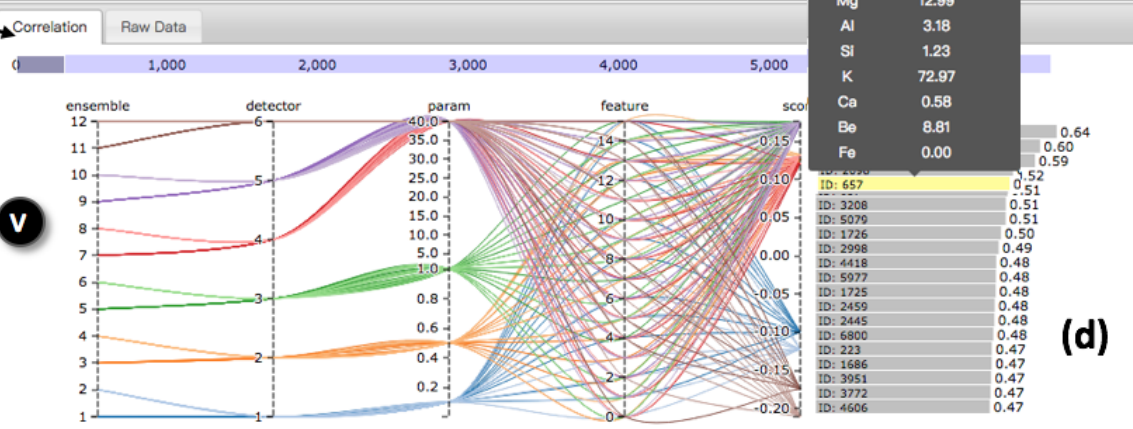 Correlation Raw Data
0 1,000 2,000 3,000 4,000 5,000
Mg 12.99
Al 3.18
Si 1.23
K 72.97
Ca 0.58
Be 8.81
Fe 0.00
ensemble detector param feature
12
11
10
9
8
7
6
5
4
3
2
1
6
5
4
3
2
1
40.0
35.0
30.0
25.0
20.0
15.0
10.0
5.0
1.0
0.8
0.6
0.4
0.2
12
10
8
6
4
2
0
0.15
0.10
0.05
0.00
-0.05
-0.10
-0.15
-0.20
0.64
0.60
0.59
ID: 657
ID: 3208 0.51
ID: 5079 0.51
ID: 1726 0.50
ID: 2998 0.49
ID: 4418 0.48
ID: 5977 0.48
ID: 1725 0.48
ID: 2459 0.48
ID: 2445 0.48
ID: 6800 0.48
ID: 223 0.47
ID: 1686 0.47
ID: 3951 0.47
ID: 3772 0.47
ID: 4606 0.47
V
(d)